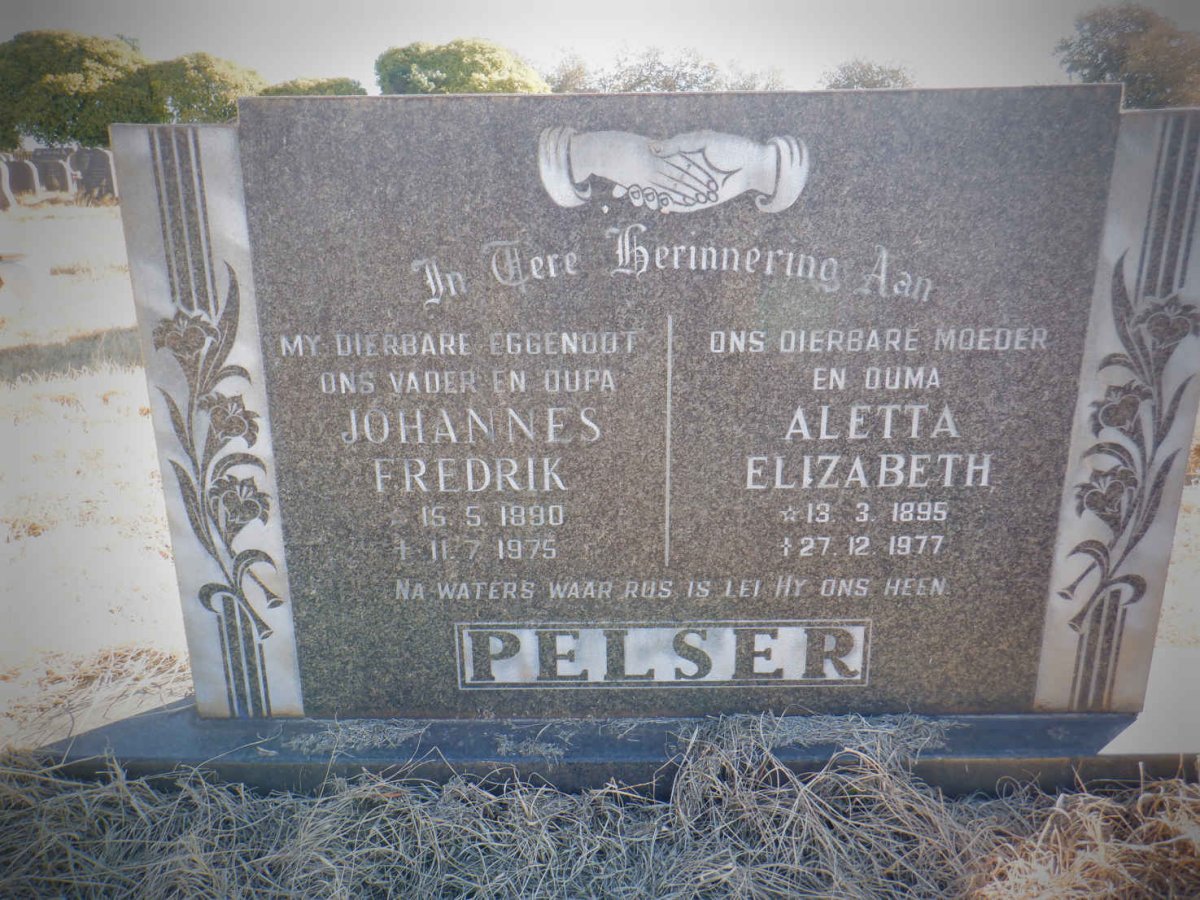 In Tere Herinnering Aan
MY DIERBARE EGGENOOT
ONS VADER EN OUPA
JOHANNES
FREDRIK
15. 5. 1890
✝ 11. 7. 1975
ONS DIERBARE MOEDER
EN OUMA
ALETTA
ELIZABETH
☆ 13. 3. 1895
✝ 27. 12. 1977
NA WATERS WAAR RUS IS LEI HY ONS HEEN.
PELSER